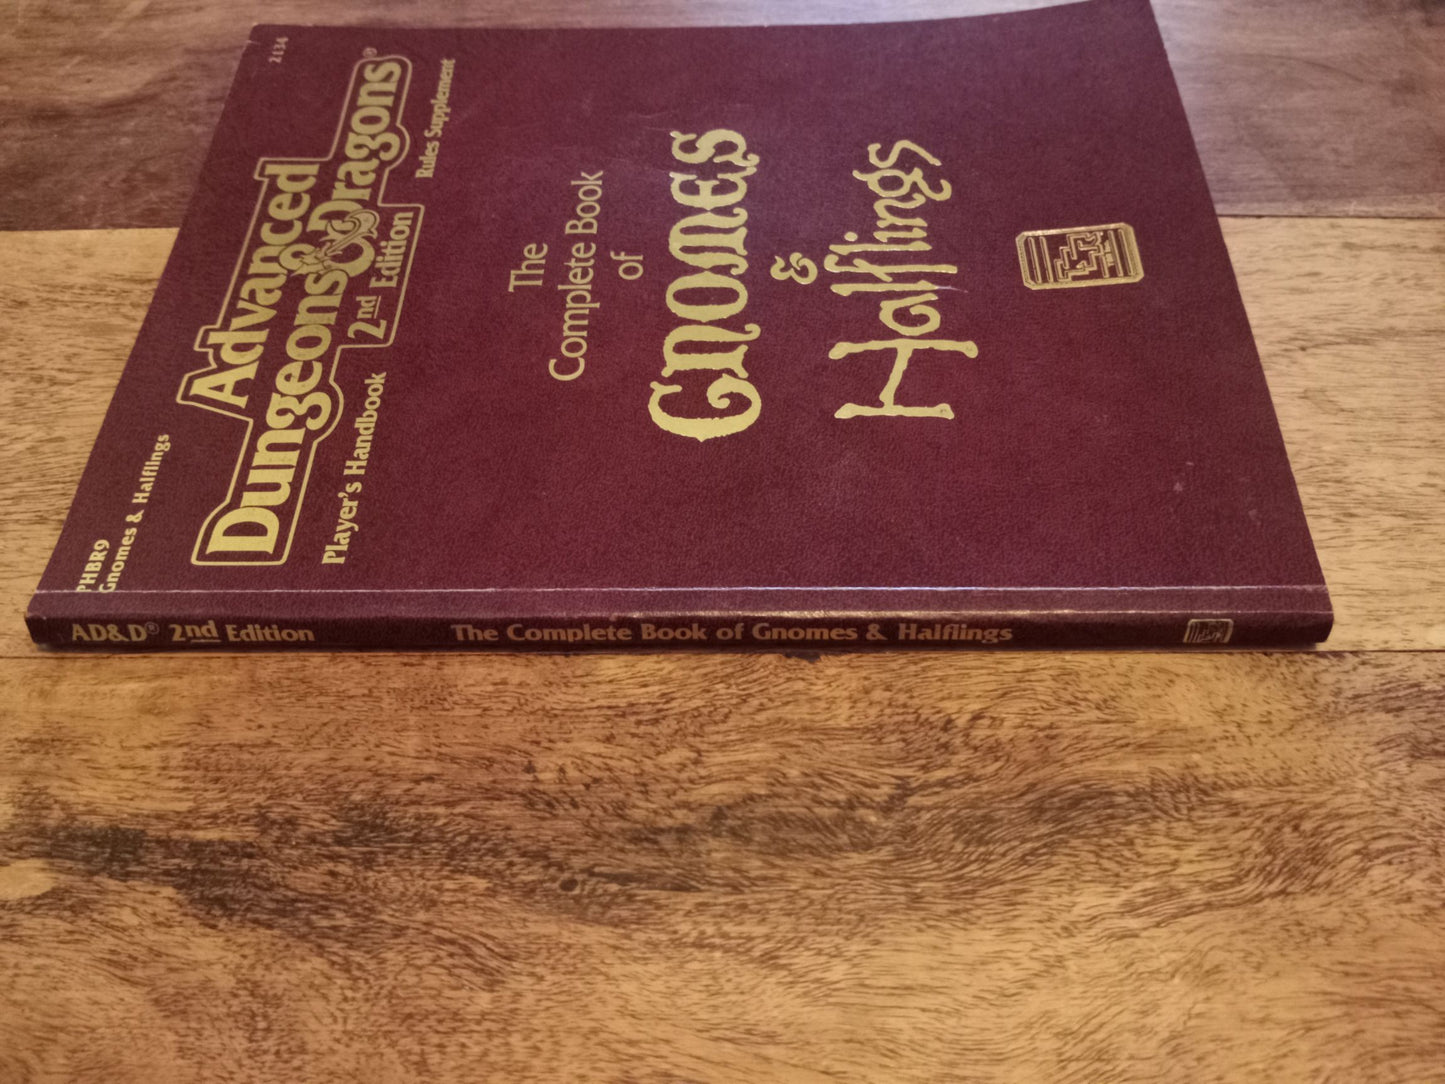 2134
PHBR9
Gnomes & Halflings
Advanced
Dungeons & Dragons®
2nd Edition
Player's Handbook
Rules Supplement
The
Complete Book
of
Gnomes
&
Halflings
TSR
AD&D® 2nd Edition
The Complete Book of Gnomes & Halflings